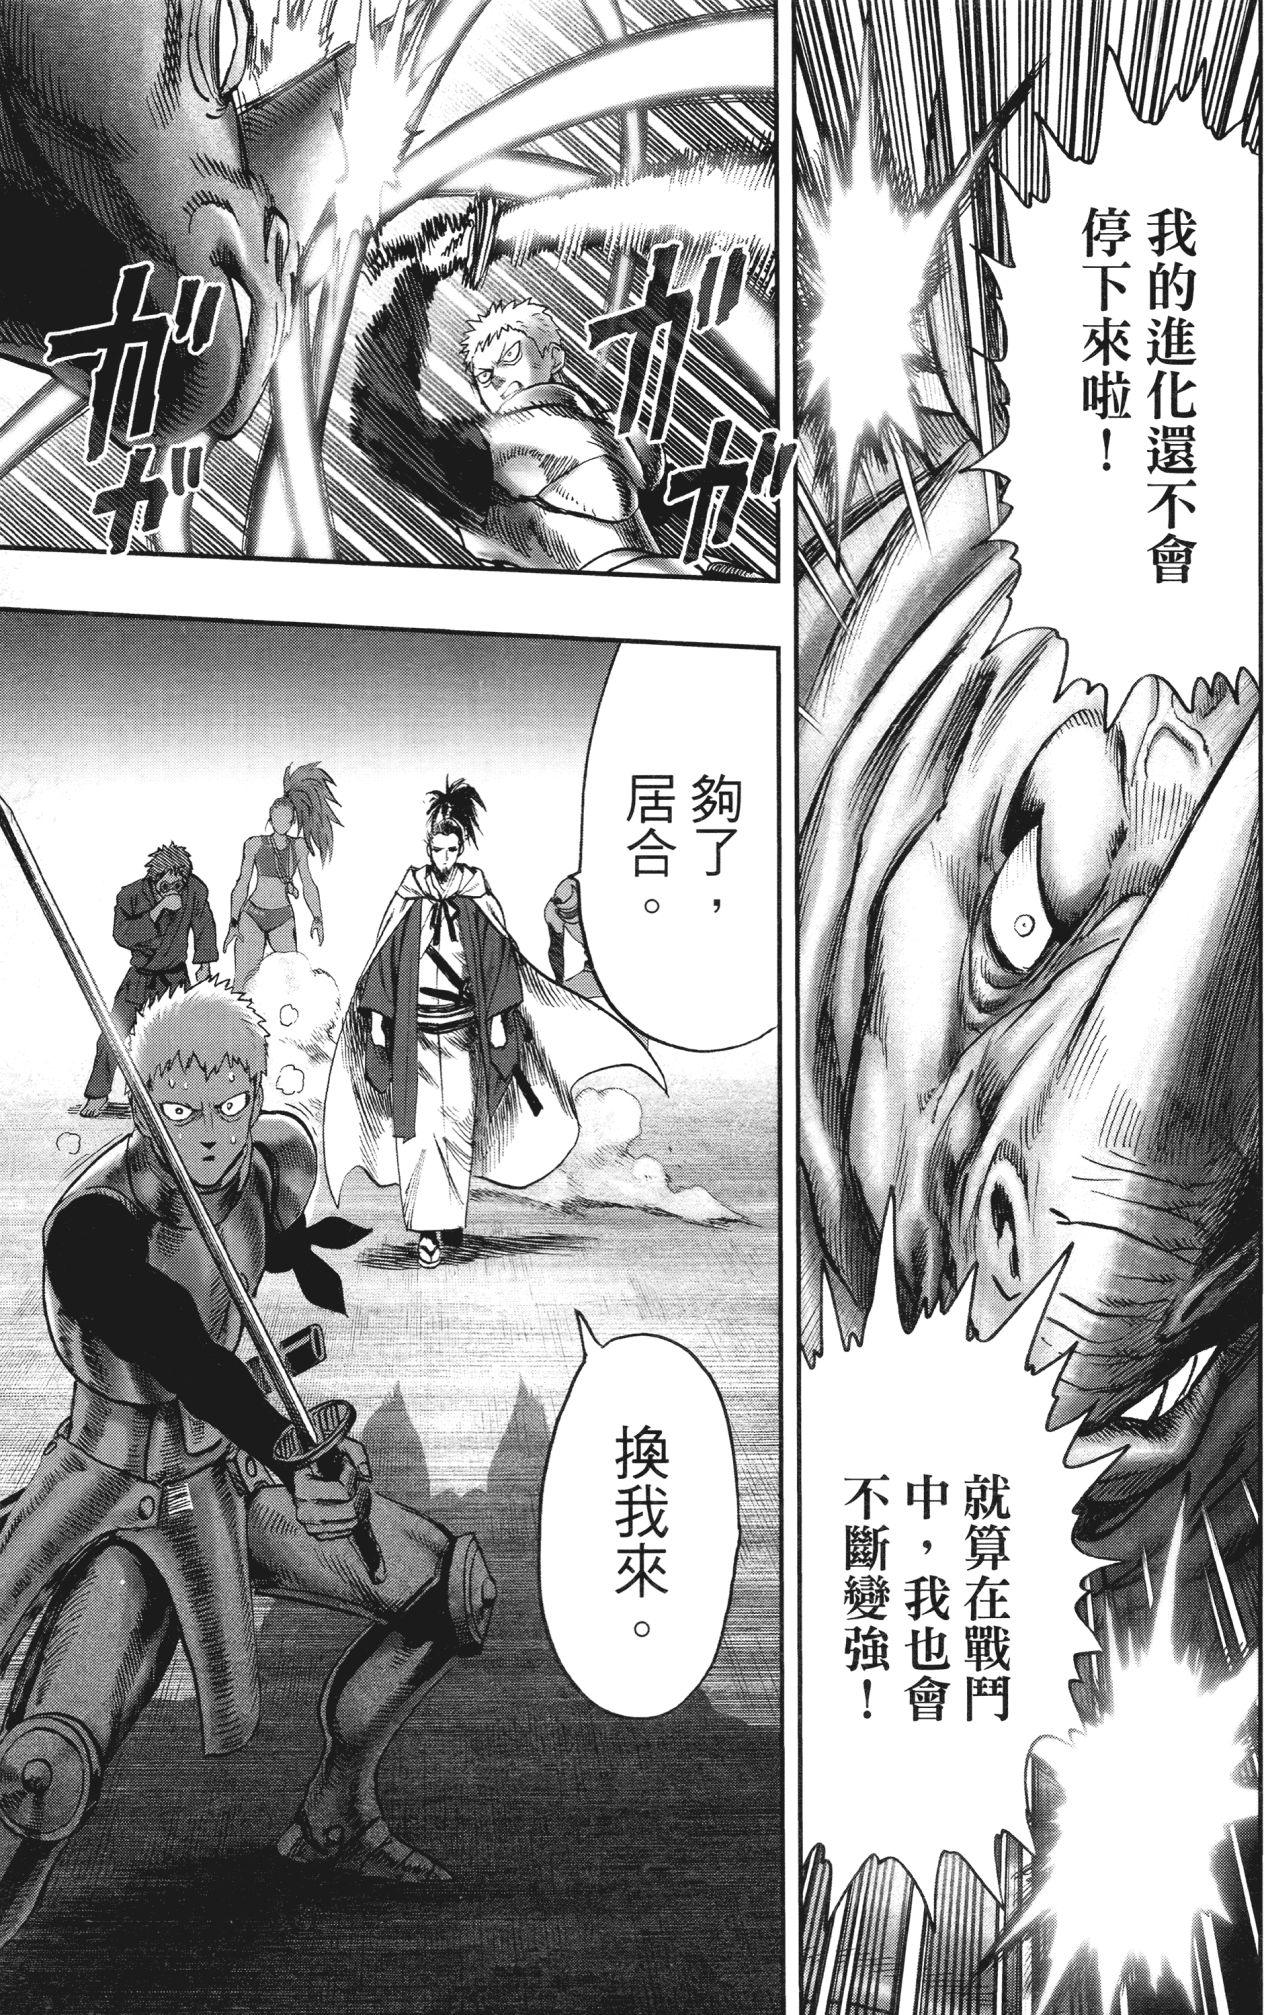 我的進化還不會
停下來啦！
就算在戰鬥
中，我也會
不斷變強！
ガガ
ガガ
夠了，
居合。
換我來。